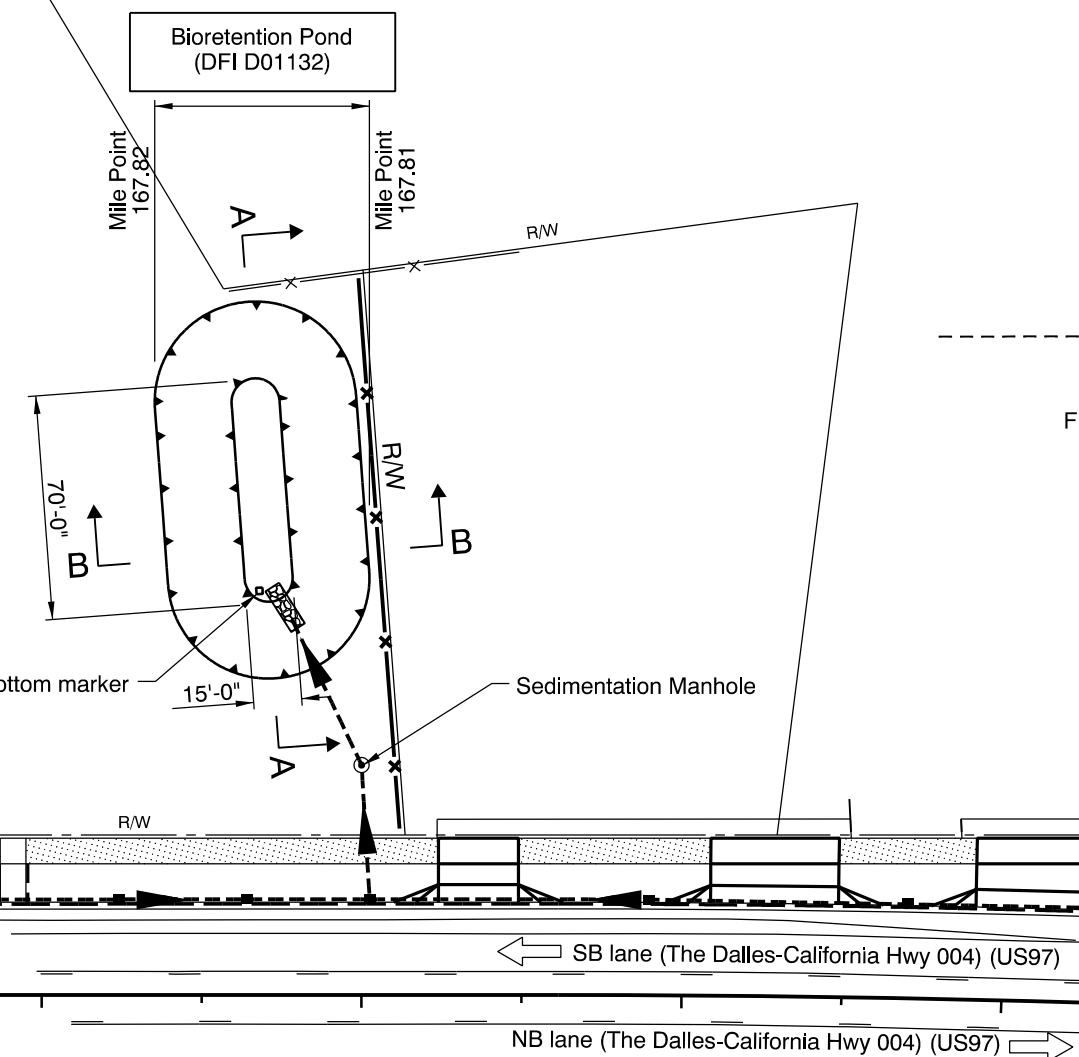 Bioretention Pond
(DFI D01132)
Mile Point
167.82
Mile Point
167.81
A
R/W
F
R/W
70'-0"
B
B
ottom marker
15'-0"
Sedimentation Manhole
A
R/W
SB lane (The Dalles-California Hwy 004) (US97)
NB lane (The Dalles-California Hwy 004) (US97)